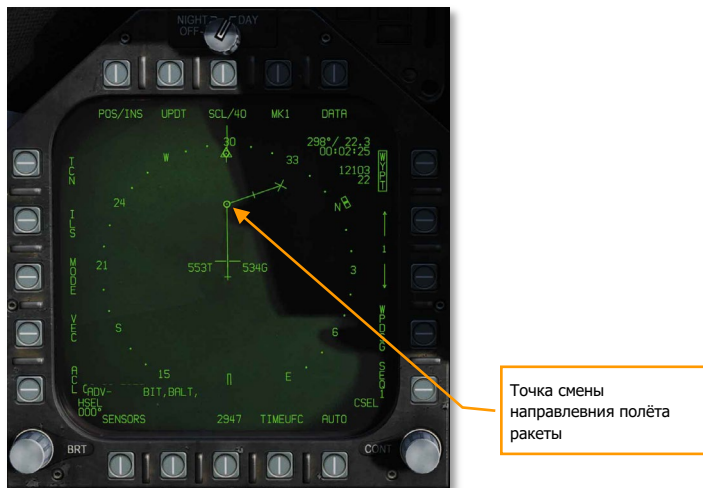 NIGHT DAY
OFF
POS/INS UPDT SCL/40 MK1 DATA
298°/ 22.3
00:02:25
12103
22
WYPT
TCN
ILS
MODE
VEC
ACL
30
33
N
3
6
E
15
S
21
24
W
553T 534G
1
WPDSG
SEQ1
CADV- BIT,BALT,
HSEL
000°
CSEL
SENSORS 2947 TIMEUFC AUTO
BRT CONT
Точка смены
направлевния полёта
ракеты